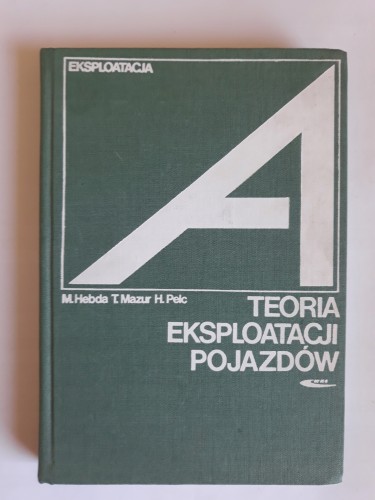 EKSPLOATACJA
A
M. Hebda T. Mazur H. Pelc
TEORIA
EKSPLOATACJI
POJAZDÓW